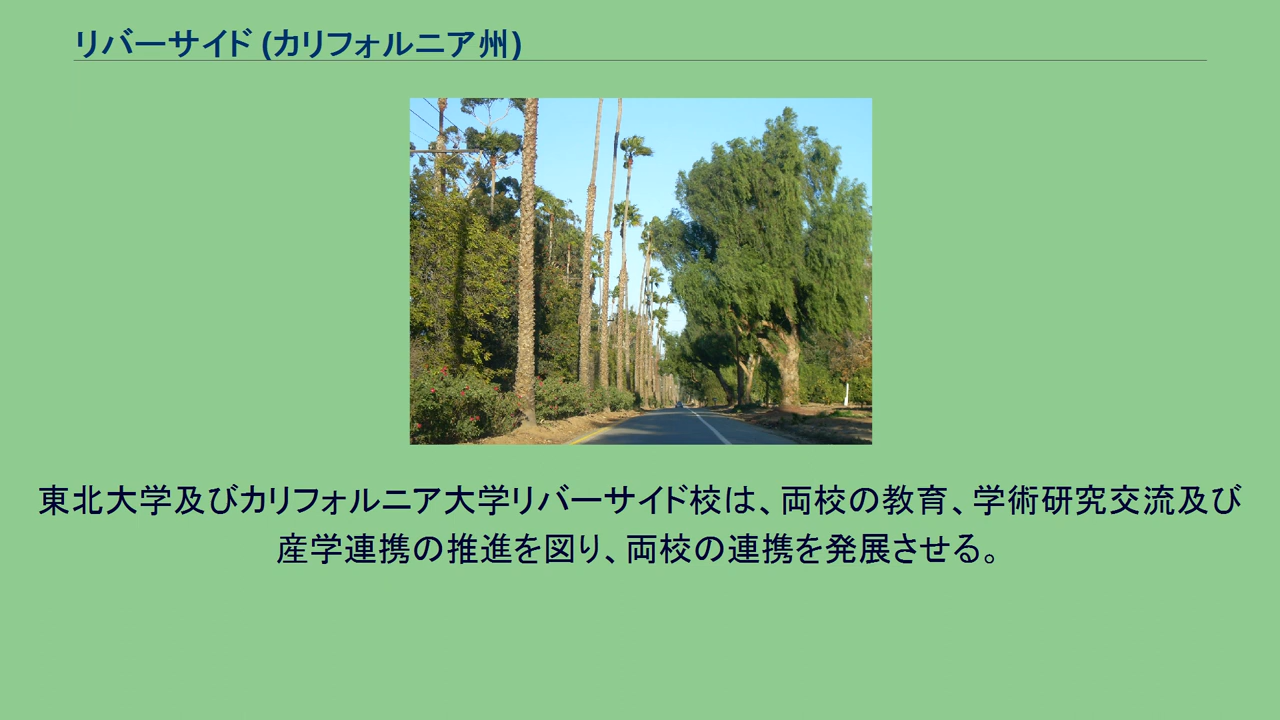 リバーサイド (カリフォルニア州)
東北大学及びカリフォルニア大学リバーサイド校は、両校の教育、学術研究交流及び
産学連携の推進を図り、両校の連携を発展させる。